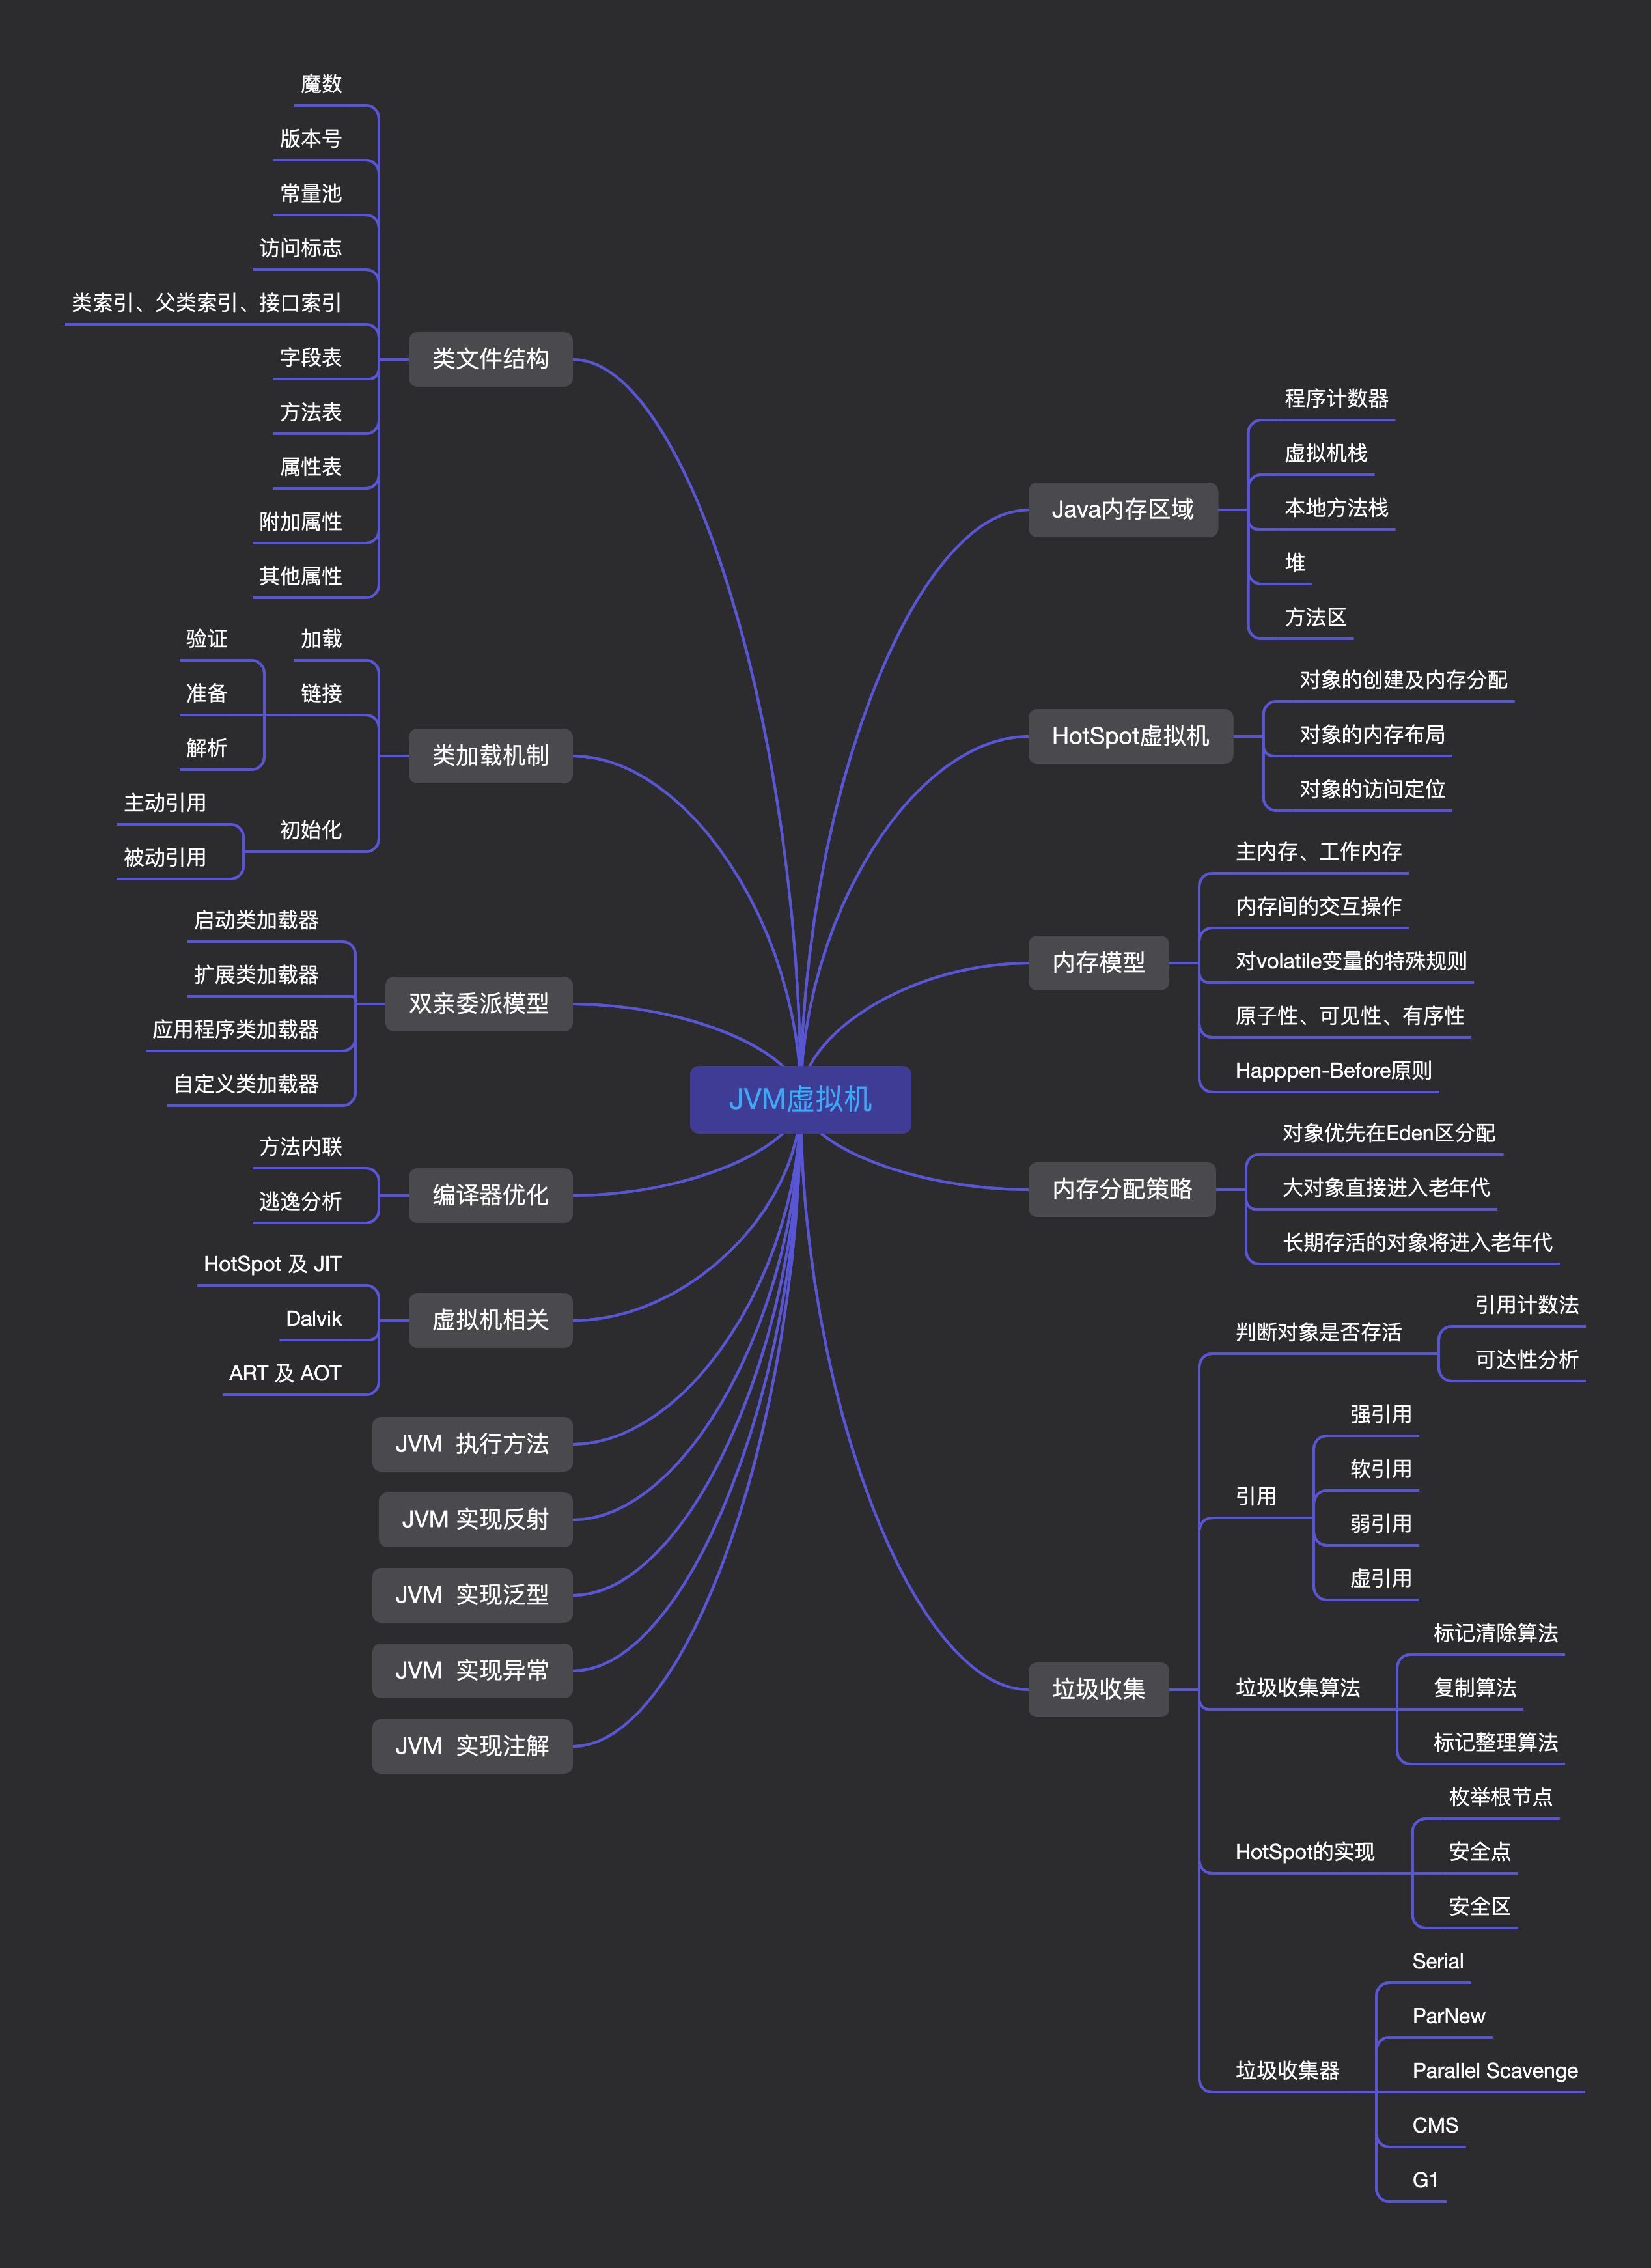 JVM虚拟机
类文件结构
魔数
版本号
常量池
访问标志
类索引、父类索引、接口索引
字段表
方法表
属性表
附加属性
其他属性
类加载机制
加载
链接
验证
准备
解析
初始化
主动引用
被动引用
双亲委派模型
启动类加载器
扩展类加载器
应用程序类加载器
自定义类加载器
编译器优化
方法内联
逃逸分析
虚拟机相关
HotSpot 及 JIT
Dalvik
ART 及 AOT
JVM 执行方法
JVM 实现反射
JVM 实现泛型
JVM 实现异常
JVM 实现注解
Java内存区域
程序计数器
虚拟机栈
本地方法栈
堆
方法区
HotSpot虚拟机
对象的创建及内存分配
对象的内存布局
对象的访问定位
内存模型
主内存、工作内存
内存间的交互操作
对volatile变量的特殊规则
原子性、可见性、有序性
Happpen-Before原则
内存分配策略
对象优先在Eden区分配
大对象直接进入老年代
长期存活的对象将进入老年代
垃圾收集
判断对象是否存活
引用计数法
可达性分析
引用
强引用
软引用
弱引用
虚引用
垃圾收集算法
标记清除算法
复制算法
标记整理算法
HotSpot的实现
枚举根节点
安全点
安全区
垃圾收集器
Serial
ParNew
Parallel Scavenge
CMS
G1